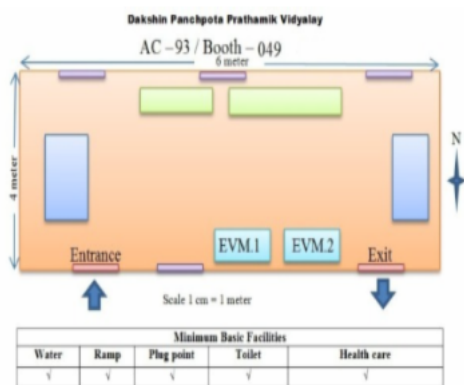 Dakshin Panchpota Prathamik Vidyalay
AC – 93 / Booth – 049
6 meter
4 meter
N
EVM.1 EVM.2
Entrance Exit
Scale 1 cm = 1 meter
Minimum Basic Facilities
Water Ramp Plug point Toilet Health care
√ √ √ √ √